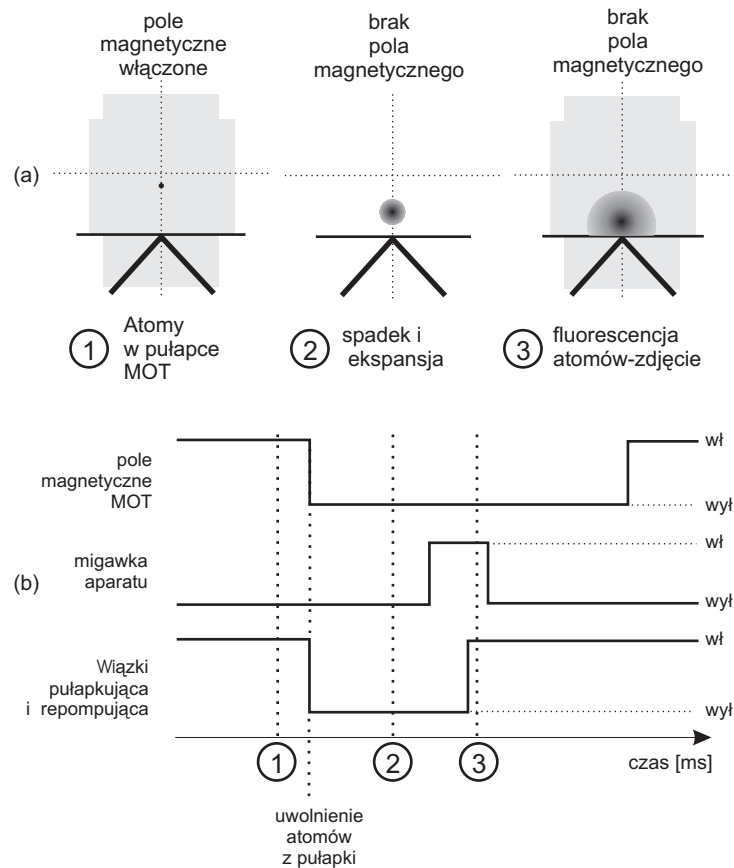 pole
magnetyczne
włączone
brak
pola
magnetycznego
brak
pola
magnetycznego
(a)
1
Atomy
w pułapce
MOT
2
spadek i
ekspansja
3
fluorescencja
atomów-zdjęcie
(b)
pole
magnetyczne
MOT
wł
wył
migawka
aparatu
wł
wył
Wiązki
pułapkująca
i repompująca
wł
wył
1
2
3
czas [ms]
uwolnienie
atomów
z pułapki